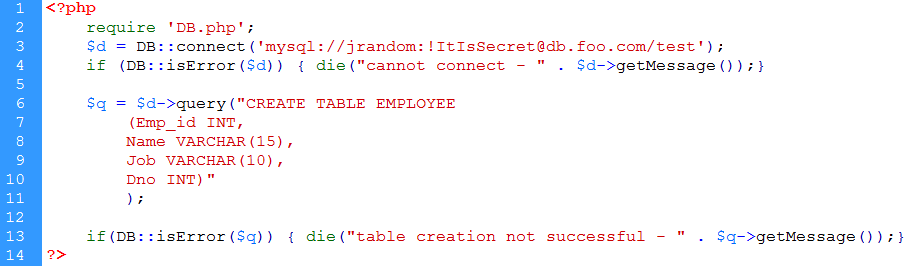 1 <?php
2 require 'DB.php';
3 $d = DB::connect('mysql://jrandom:!ItIsSecret@db.foo.com/test');
4 if (DB::isError($d)) { die("cannot connect - " . $d->getMessage());}
5
6 $q = $d->query("CREATE TABLE EMPLOYEE
7 (Emp_id INT,
8 Name VARCHAR(15),
9 Job VARCHAR(10),
10 Dno INT)"
11 );
12
13 if(DB::isError($q)) { die("table creation not successful - " . $q->getMessage());}
14 ?>